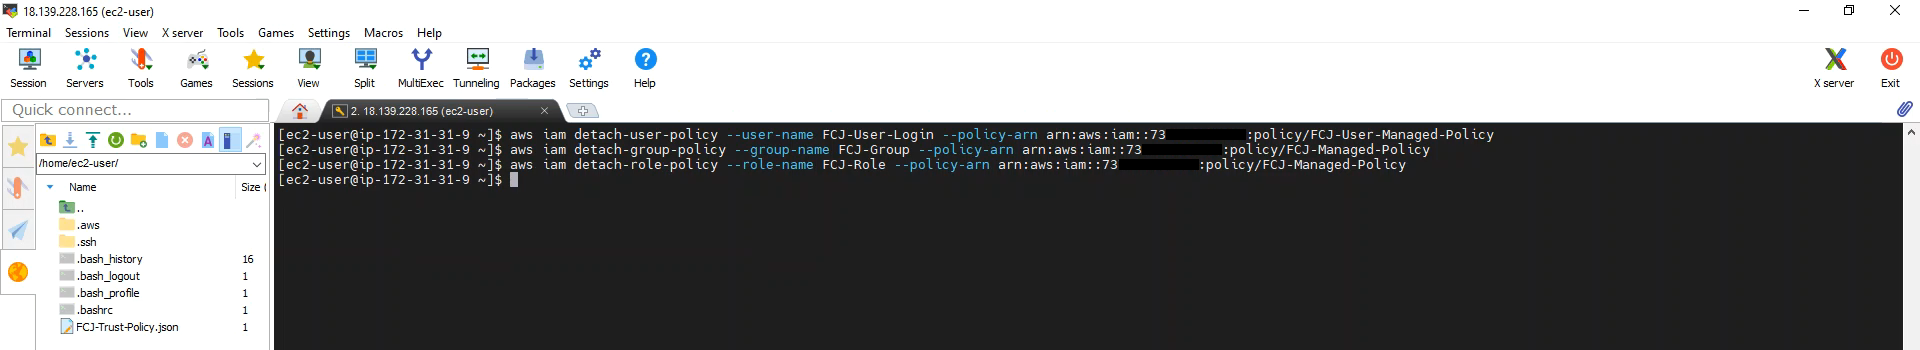 18.139.228.165 (ec2-user)
Terminal Sessions View X server Tools Games Settings Macros Help
Session Servers Tools Games Sessions View Split MultiExec Tunneling Packages Settings Help X server Exit
Quick connect...
2. 18.139.228.165 (ec2-user)
/home/ec2-user/
Name Size (
..
.aws
.ssh
.bash_history 16
.bash_logout 1
.bash_profile 1
.bashrc 1
FCJ-Trust-Policy.json 1
[ec2-user@ip-172-31-31-9 ~]$ aws iam detach-user-policy --user-name FCJ-User-Login --policy-arn arn:aws:iam::73 :policy/FCJ-User-Managed-Policy
[ec2-user@ip-172-31-31-9 ~]$ aws iam detach-group-policy --group-name FCJ-Group --policy-arn arn:aws:iam::73 :policy/FCJ-Managed-Policy
[ec2-user@ip-172-31-31-9 ~]$ aws iam detach-role-policy --role-name FCJ-Role --policy-arn arn:aws:iam::73 :policy/FCJ-Managed-Policy
[ec2-user@ip-172-31-31-9 ~]$